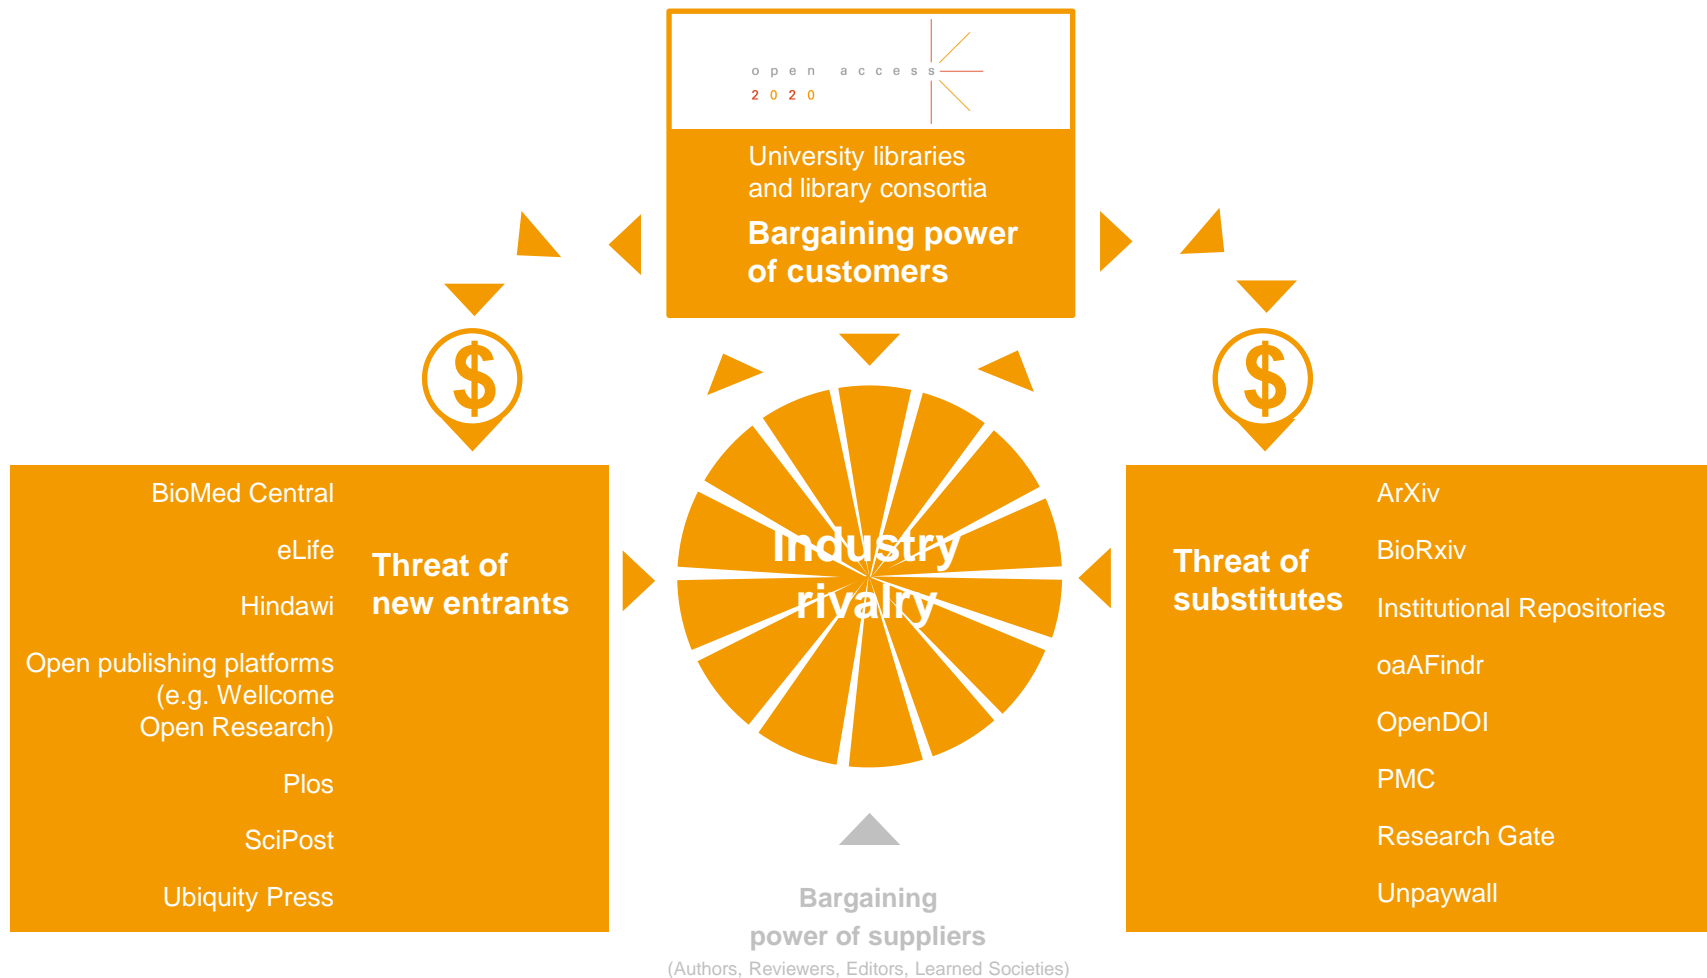 open access
2020
University libraries
and library consortia
Bargaining power
of customers
$
$
BioMed Central
eLife
Hindawi
Open publishing platforms
(e.g. Wellcome
Open Research)
Plos
SciPost
Ubiquity Press
Threat of
new entrants
Industry
rivalry
Threat of
substitutes
ArXiv
BioRxiv
Institutional Repositories
oaAFindr
OpenDOI
PMC
Research Gate
Unpaywall
Bargaining
power of suppliers
(Authors, Reviewers, Editors, Learned Societies)